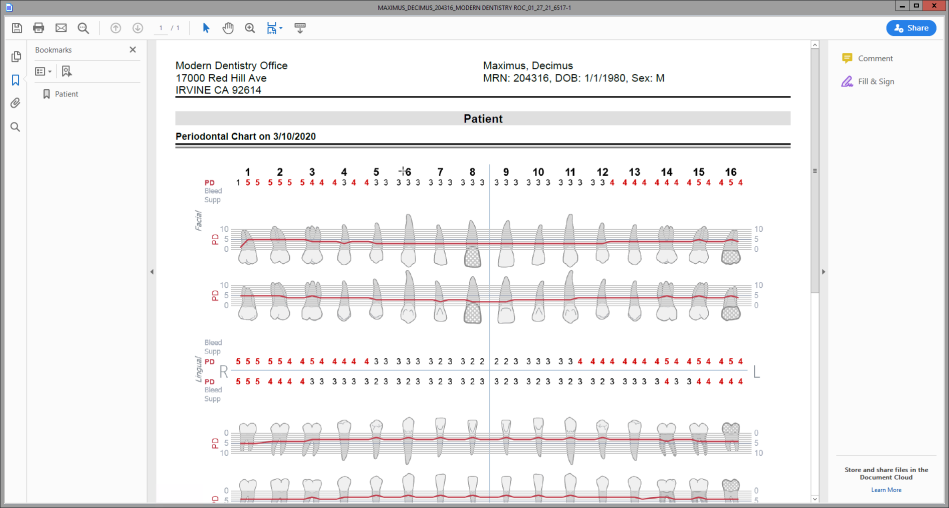 MAXIMUS_DECIMUS_204316_MODERN DENTISTRY ROC_01_27_21_6517-1
1 / 1
Share
Bookmarks
Patient
Comment
Fill & Sign
Modern Dentistry Office
17000 Red Hill Ave
IRVINE CA 92614
Maximus, Decimus
MRN: 204316, DOB: 1/1/1980, Sex: M
Patient
Periodontal Chart on 3/10/2020
1 2 3 4 5 6 7 8 9 10 11 12 13 14 15 16
PD 1 5 5 5 5 5 5 4 4 4 3 4 4 3 3 3 3 3 3 3 3 3 3 3 3 3 3 3 3 3 3 3 3 3 3 4 4 4 4 4 4 4 4 5 4 4 5 4
Bleed
Supp
Facial
PD
10 10
5 5
0 0
PD
10 10
5 5
0 0
Bleed
Supp
Lingual
PD 5 5 5 5 5 4 4 5 4 4 4 4 4 3 3 3 3 3 3 2 3 3 2 2 2 2 3 3 3 3 3 3 4 4 4 4 4 4 4 4 5 4 4 4 5 4 5 4
R L
PD 5 5 5 4 4 4 4 3 3 3 3 3 3 2 3 3 2 3 3 2 3 3 2 3 3 2 3 3 2 3 3 2 3 3 2 3 3 3 3 3 4 3 3 4 4 4 4 4
Bleed
Supp
PD
0 0
5 5
10 10
PD
0 0
5 5
Store and share files in the
Document Cloud
Learn More